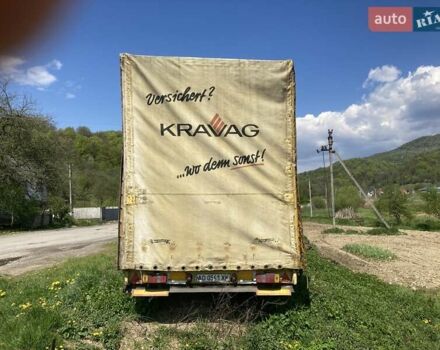 AUTO RIA
Versichert?
KRAVAG
...wo denn sonst!